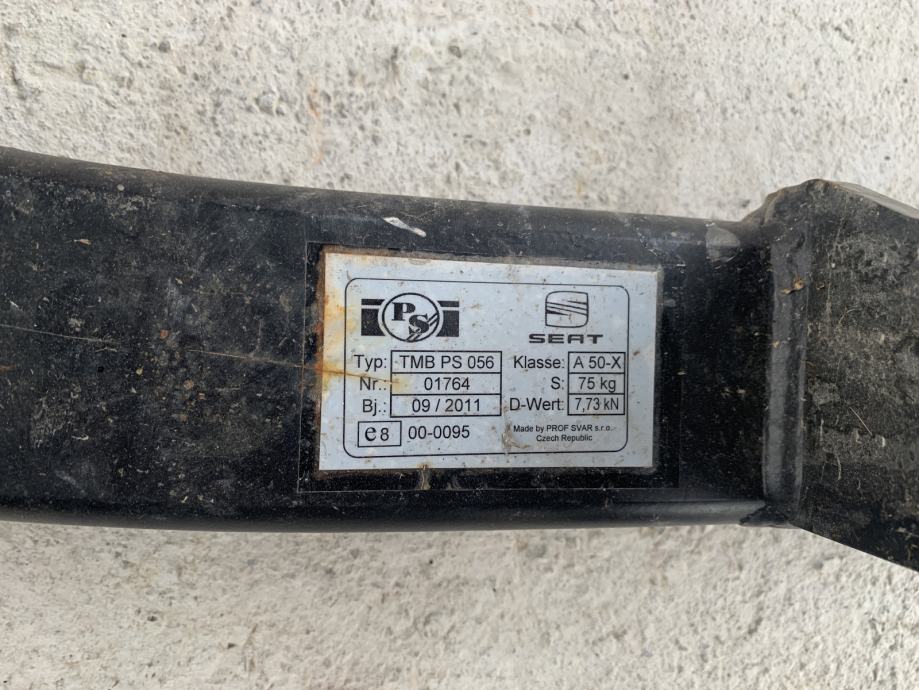 PS
SEAT
Typ: TMB PS 056 Klasse: A 50-X
Nr.: 01764 S: 75 kg
Bj.: 09 / 2011 D-Wert: 7,73 kN
e8 00-0095 Made by PROF SVAR s.r.o.
Czech Republic